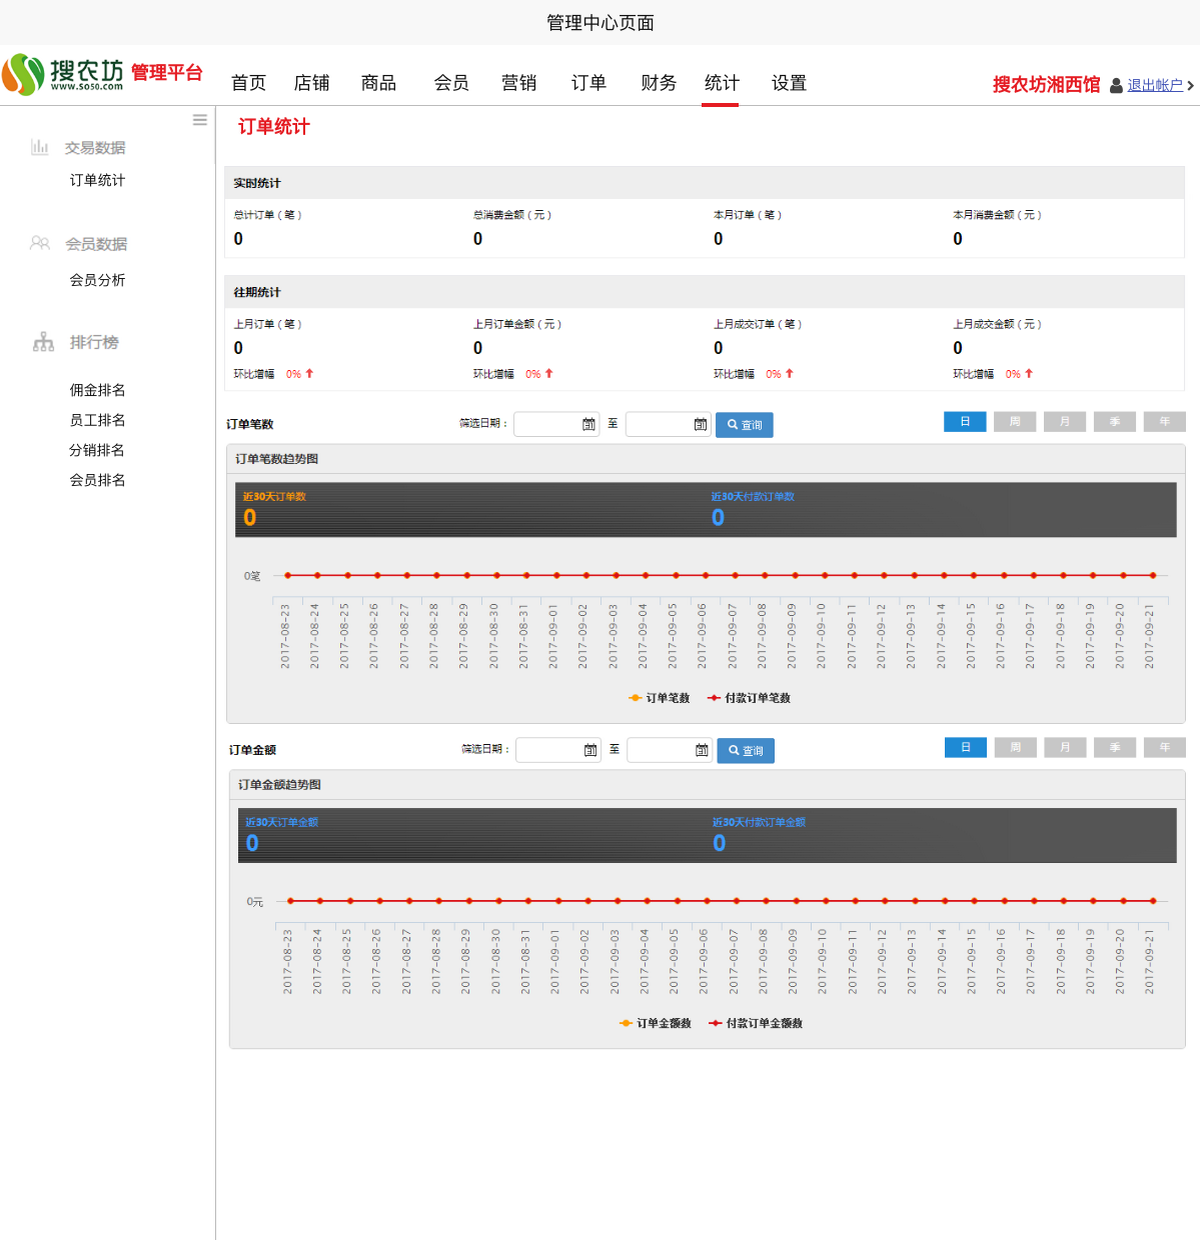 管理中心页面
搜农坊 管理平台
www.so5o.com
首页 店铺 商品 会员 营销 订单 财务 统计 设置
搜农坊湘西馆 退出帐户
交易数据
订单统计
会员数据
会员分析
排行榜
佣金排名
员工排名
分销排名
会员排名
订单统计
实时统计
总计订单（笔） 总消费金额（元） 本月订单（笔） 本月消费金额（元）
0 0 0 0
往期统计
上月订单（笔） 上月订单金额（元） 上月成交订单（笔） 上月成交金额（元）
0 0 0 0
环比增幅 0% 环比增幅 0% 环比增幅 0% 环比增幅 0%
订单笔数 筛选日期： 至 查询 日 周 月 季 年
订单笔数趋势图
近30天订单数 近30天付款订单数
0 0
0笔
2017-08-23 2017-08-24 2017-08-25 2017-08-26 2017-08-27 2017-08-28 2017-08-29 2017-08-30 2017-08-31 2017-09-01 2017-09-02 2017-09-03 2017-09-04 2017-09-05 2017-09-06 2017-09-07 2017-09-08 2017-09-09 2017-09-10 2017-09-11 2017-09-12 2017-09-13 2017-09-14 2017-09-15 2017-09-16 2017-09-17 2017-09-18 2017-09-19 2017-09-20 2017-09-21
订单笔数 付款订单笔数
订单金额 筛选日期： 至 查询 日 周 月 季 年
订单金额趋势图
近30天订单金额 近30天付款订单金额
0 0
0元
2017-08-23 2017-08-24 2017-08-25 2017-08-26 2017-08-27 2017-08-28 2017-08-29 2017-08-30 2017-08-31 2017-09-01 2017-09-02 2017-09-03 2017-09-04 2017-09-05 2017-09-06 2017-09-07 2017-09-08 2017-09-09 2017-09-10 2017-09-11 2017-09-12 2017-09-13 2017-09-14 2017-09-15 2017-09-16 2017-09-17 2017-09-18 2017-09-19 2017-09-20 2017-09-21
订单金额数 付款订单金额数